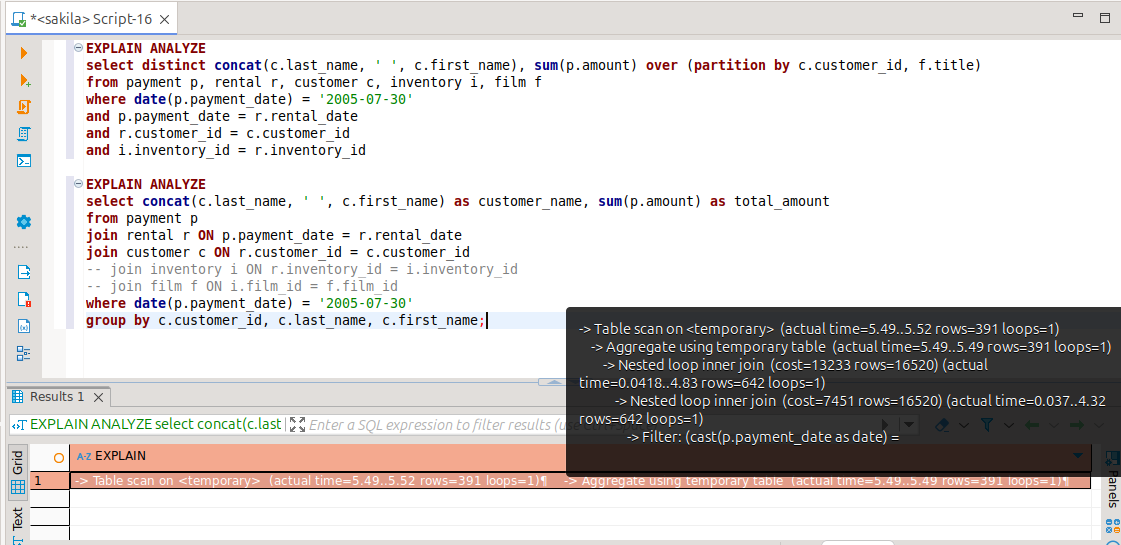 *<sakila> Script-16
EXPLAIN ANALYZE
select distinct concat(c.last_name, ' ', c.first_name), sum(p.amount) over (partition by c.customer_id, f.title)
from payment p, rental r, customer c, inventory i, film f
where date(p.payment_date) = '2005-07-30'
and p.payment_date = r.rental_date
and r.customer_id = c.customer_id
and i.inventory_id = r.inventory_id
EXPLAIN ANALYZE
select concat(c.last_name, ' ', c.first_name) as customer_name, sum(p.amount) as total_amount
from payment p
join rental r ON p.payment_date = r.rental_date
join customer c ON r.customer_id = c.customer_id
-- join inventory i ON r.inventory_id = i.inventory_id
-- join film f ON i.film_id = f.film_id
where date(p.payment_date) = '2005-07-30'
group by c.customer_id, c.last_name, c.first_name;
-> Table scan on <temporary> (actual time=5.49..5.52 rows=391 loops=1)
-> Aggregate using temporary table (actual time=5.49..5.49 rows=391 loops=1)
-> Nested loop inner join (cost=13233 rows=16520) (actual
time=0.0418..4.83 rows=642 loops=1)
-> Nested loop inner join (cost=7451 rows=16520) (actual time=0.037..4.32
rows=642 loops=1)
-> Filter: (cast(p.payment_date as date) =
Results 1
EXPLAIN ANALYZE select concat(c.last
Enter a SQL expression to filter results (use
Grid
A-Z EXPLAIN
1
-> Table scan on <temporary> (actual time=5.49..5.52 rows=391 loops=1)¶ -> Aggregate using temporary table (actual time=5.49..5.49 rows=391 loops=1)¶
Text
Panels